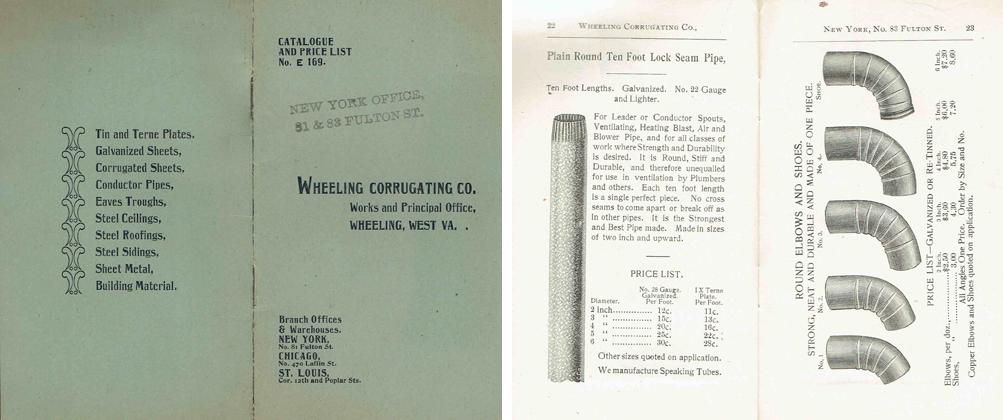 Tin and Terne Plates.
Galvanized Sheets,
Corrugated Sheets,
Conductor Pipes,
Eaves Troughs,
Steel Ceilings,
Steel Roofings,
Steel Sidings,
Sheet Metal,
Building Material.
CATALOGUE
AND PRICE LIST
No. E 169.
NEW YORK OFFICE,
81 & 83 FULTON ST.
WHEELING CORRUGATING CO.
Works and Principal Office,
WHEELING, WEST VA. .
Branch Offices
& Warehouses.
NEW YORK,
No. 81 Fulton St.
CHICAGO,
No. 470 Laflin St.
ST. LOUIS,
Cor. 12th and Poplar Sts.
22 WHEELING CORRUGATING CO.,
Plain Round Ten Foot Lock Seam Pipe,
Ten Foot Lengths. Galvanized. No. 22 Gauge
and Lighter.
For Leader or Conductor Spouts,
Ventilating, Heating Blast, Air and
Blower Pipe, and for all classes of
work where Strength and Durability
is desired. It is Round, Stiff and
Durable, and therefore unequalled
for use in ventilation by Plumbers
and others. Each ten foot length
is a single perfect piece. No cross
seams to come apart or break off as
in other pipes. It is the Strongest
and Best Pipe made. Made in sizes
of two inch and upward.
PRICE LIST.
No. 28 Gauge. I X Terne
Galvanized. Plate.
Diameter. Per Foot. Per Foot.
2 Inch.............. 12c. 11c.
3 “ .............. 15c. 13c.
4 “ .............. 20c. 16c.
5 “ .............. 25c. 22c.
6 “ .............. 30c. 28c.
Other sizes quoted on application.
We manufacture Speaking Tubes.
NEW YORK, No. 83 FULTON ST. 23
ROUND ELBOWS AND SHOES.
STRONG, NEAT AND DURABLE AND MADE OF ONE PIECE.
No. 1 No. 2. No. 3. No. 4. SHOE.
PRICE LIST—GALVANIZED OR RE-TINNED.
2 Inch. 3 Inch. 4 Inch. 5 Inch. 6 Inch.
Elbows, per doz.,..............$2.50 $3.60 $4.80 $6.00 $7.20
Shoes, “ .............. 3.00 4.30 5.75 7.20 8.60
All Angles One Price. Order by Size and No.
Copper Elbows and Shoes quoted on application.